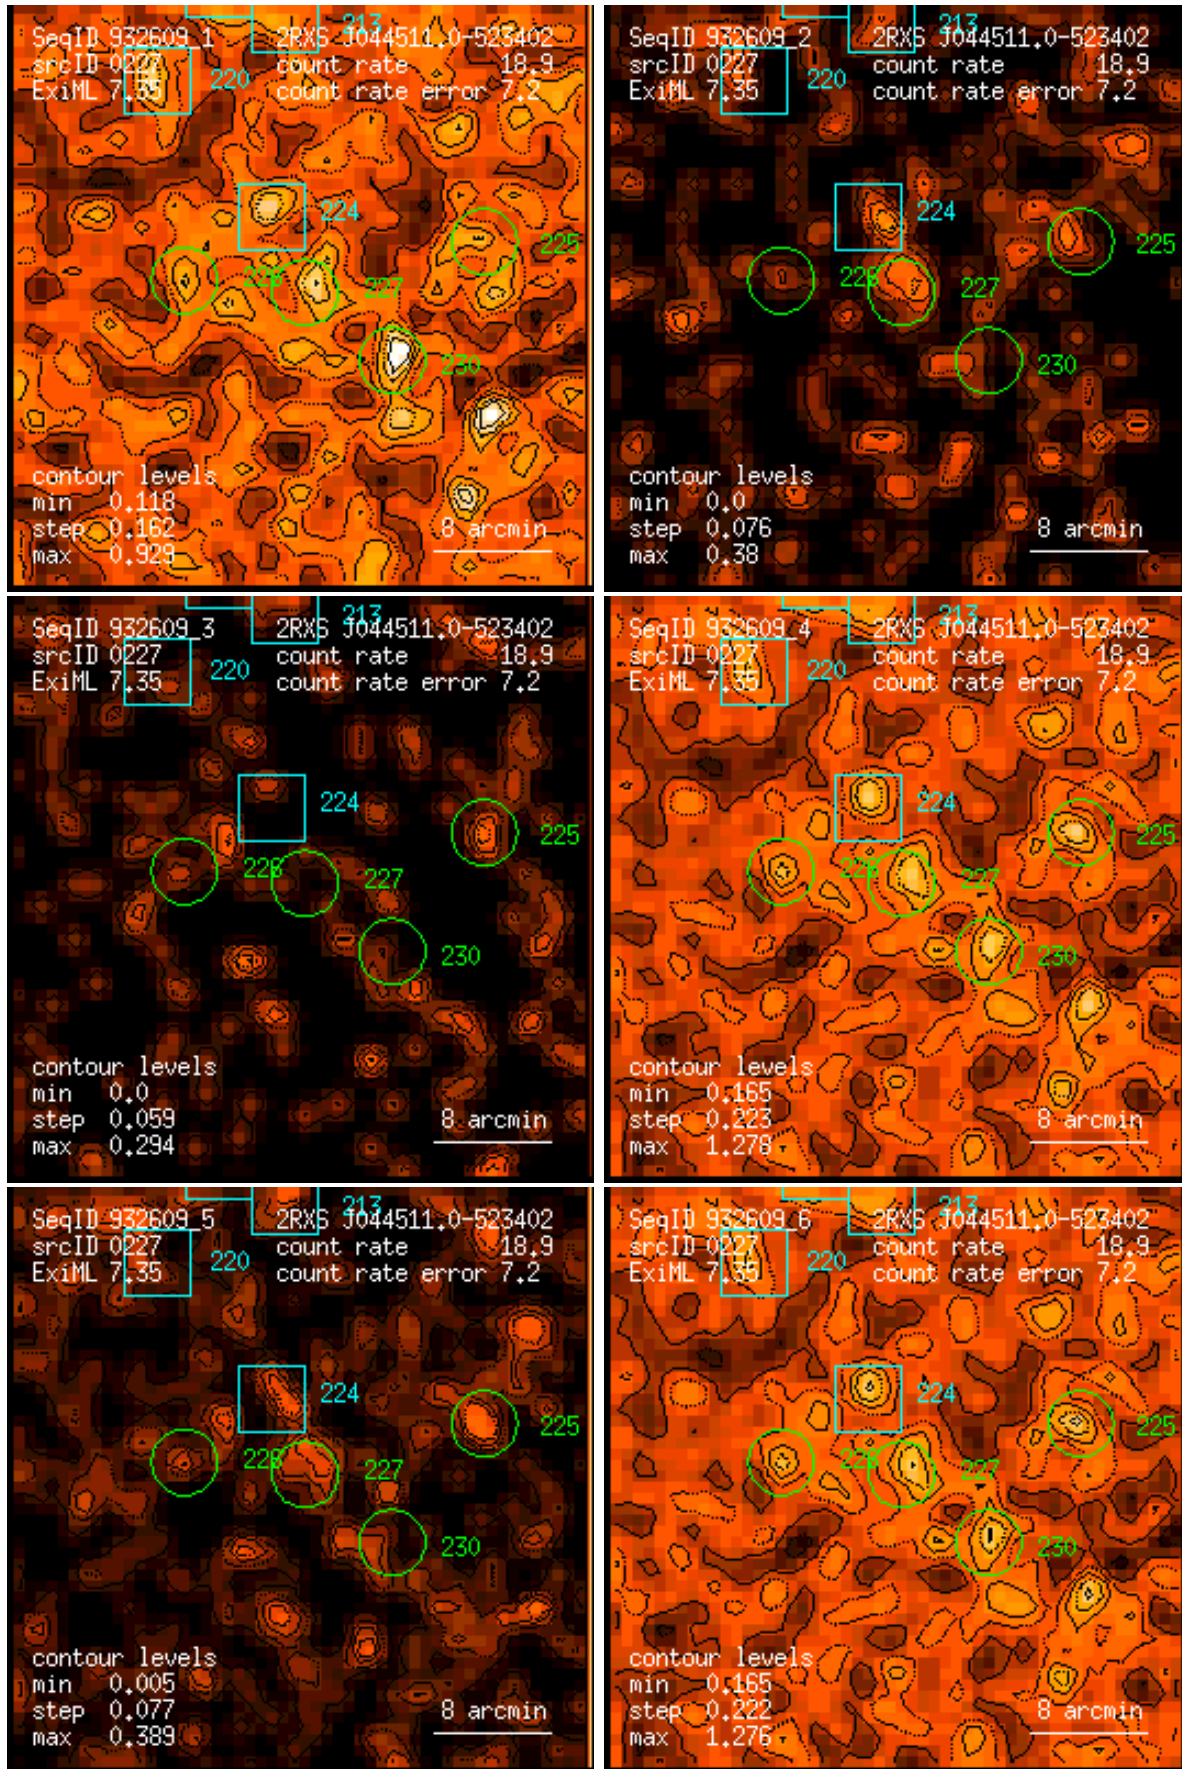 213
SeqID 932609_1 2RXS J044511.0-523402
srcID 0227 count rate 18.9
ExiML 7.35 count rate error 7.2
220
224
225
226 227
230
contour levels
min 0.118
step 0.162
max 0.929
8 arcmin
213
SeqID 932609_2 2RXS J044511.0-523402
srcID 0227 count rate 18.9
ExiML 7.35 count rate error 7.2
220
224
225
226 227
230
contour levels
min 0.0
step 0.076
max 0.38
8 arcmin
213
SeqID 932609_3 2RXS J044511.0-523402
srcID 0227 count rate 18.9
ExiML 7.35 count rate error 7.2
220
224
225
226 227
230
contour levels
min 0.0
step 0.059
max 0.294
8 arcmin
213
SeqID 932609_4 2RXS J044511.0-523402
srcID 0227 count rate 18.9
ExiML 7.35 count rate error 7.2
220
224
225
226 227
230
contour levels
min 0.165
step 0.223
max 1.278
8 arcmin
213
SeqID 932609_5 2RXS J044511.0-523402
srcID 0227 count rate 18.9
ExiML 7.35 count rate error 7.2
220
224
225
226 227
230
contour levels
min 0.005
step 0.077
max 0.389
8 arcmin
213
SeqID 932609_6 2RXS J044511.0-523402
srcID 0227 count rate 18.9
ExiML 7.35 count rate error 7.2
220
224
225
226 227
230
contour levels
min 0.165
step 0.222
max 1.276
8 arcmin